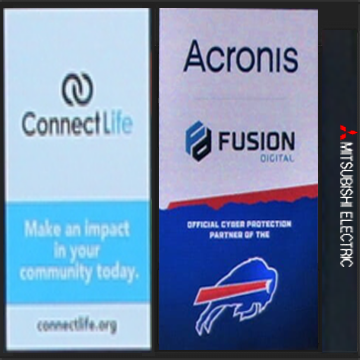 ConnectLife
Make an impact
in your
community today.
connectlife.org
Acronis
FUSION
DIGITAL
OFFICIAL CYBER PROTECTION
PARTNER OF THE
MITSUBISHI ELECTRIC